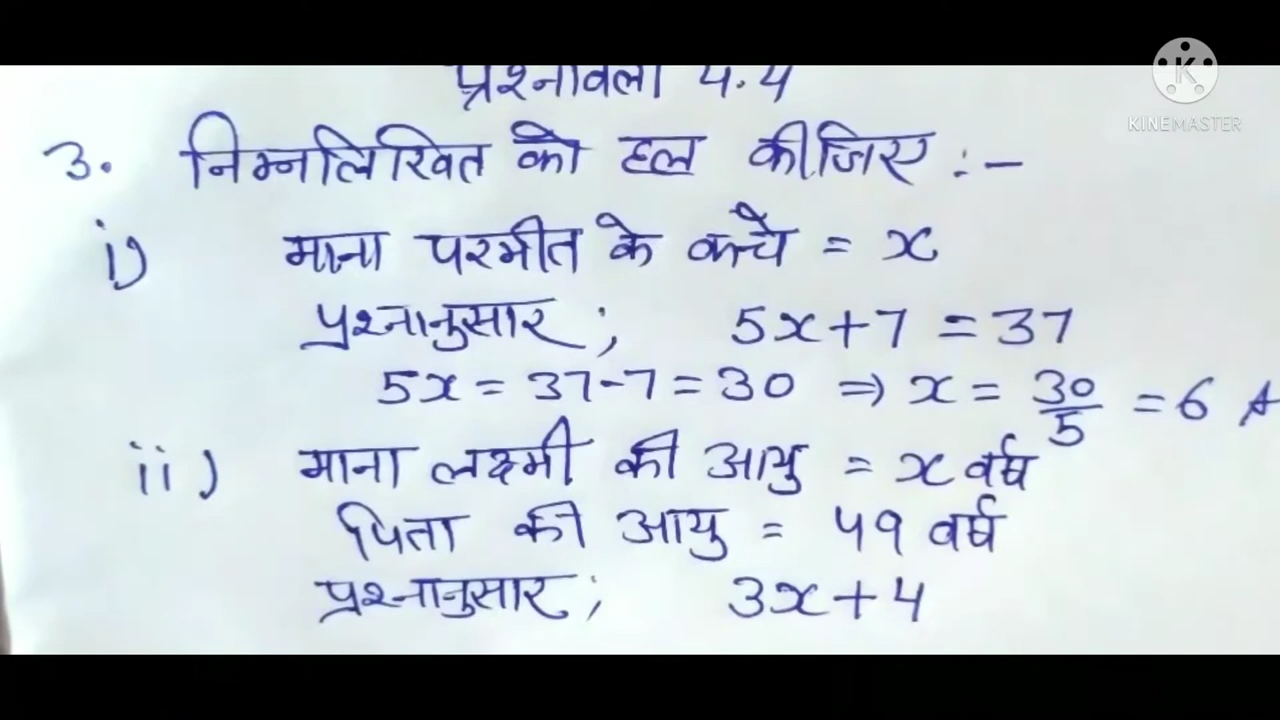 प्रश्नावली 4.4
KINEMASTER
3. निम्नलिखित को हल कीजिए :-
i) माना परमीत के कन्चे = x
प्रश्नानुसार ; 5x+7 = 37
5x = 37-7 = 30 ⇒ x = 30/5 = 6 A
ii) माना लक्ष्मी की आयु = x वर्ष
पिता की आयु = 49 वर्ष
प्रश्नानुसार ; 3x+4